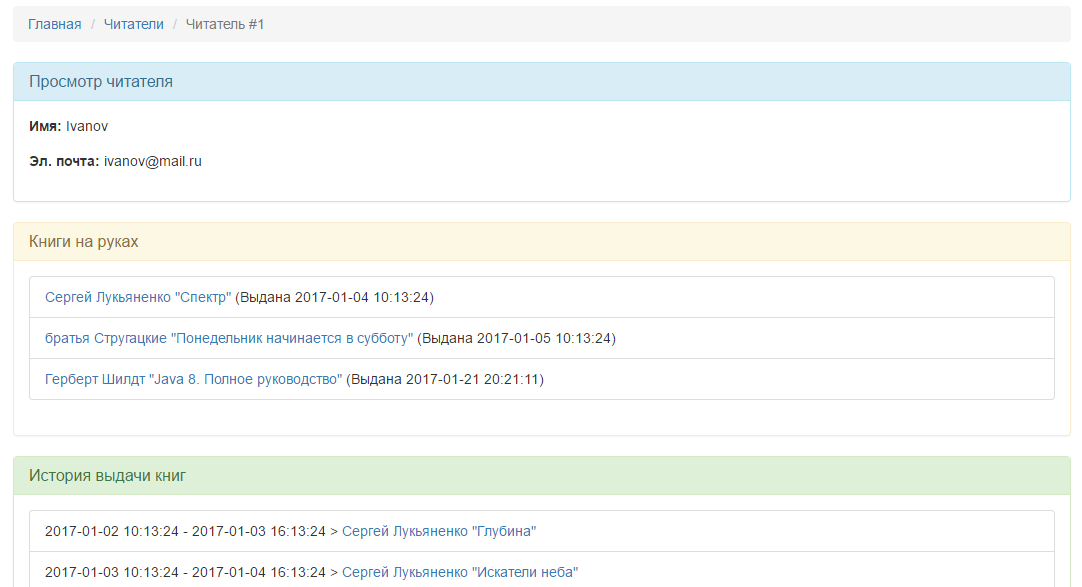 Главная / Читатели / Читатель #1
Просмотр читателя
Имя: Ivanov
Эл. почта: ivanov@mail.ru
Книги на руках
Сергей Лукьяненко "Спектр" (Выдана 2017-01-04 10:13:24)
братья Стругацкие "Понедельник начинается в субботу" (Выдана 2017-01-05 10:13:24)
Герберт Шилдт "Java 8. Полное руководство" (Выдана 2017-01-21 20:21:11)
История выдачи книг
2017-01-02 10:13:24 - 2017-01-03 16:13:24 > Сергей Лукьяненко "Глубина"
2017-01-03 10:13:24 - 2017-01-04 16:13:24 > Сергей Лукьяненко "Искатели неба"